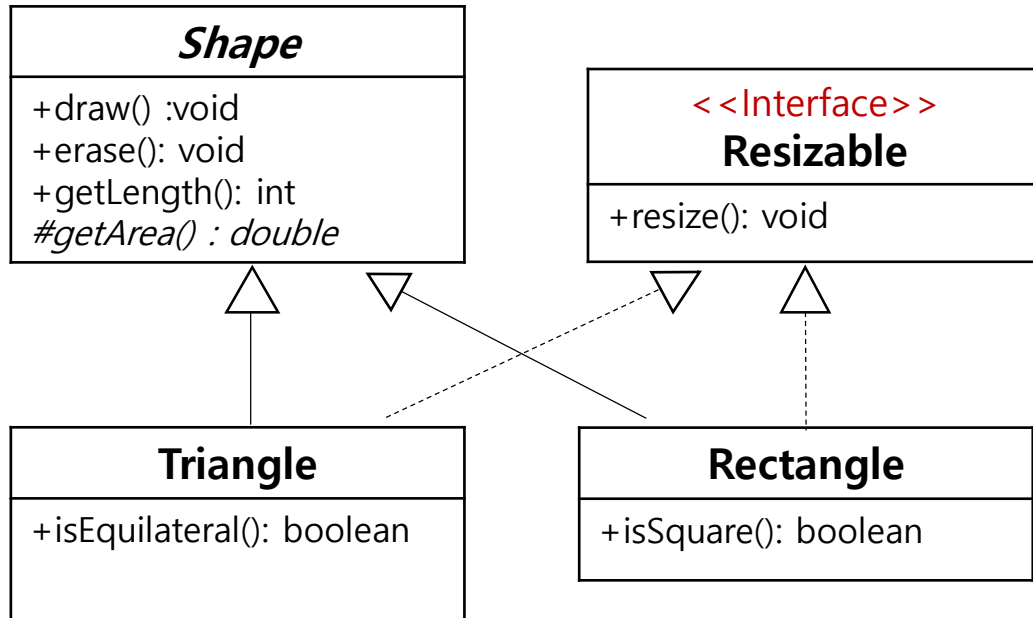 Shape
+draw() :void
+erase(): void
+getLength(): int
#getArea() : double
<<Interface>>
Resizable
+resize(): void
Triangle
+isEquilateral(): boolean
Rectangle
+isSquare(): boolean